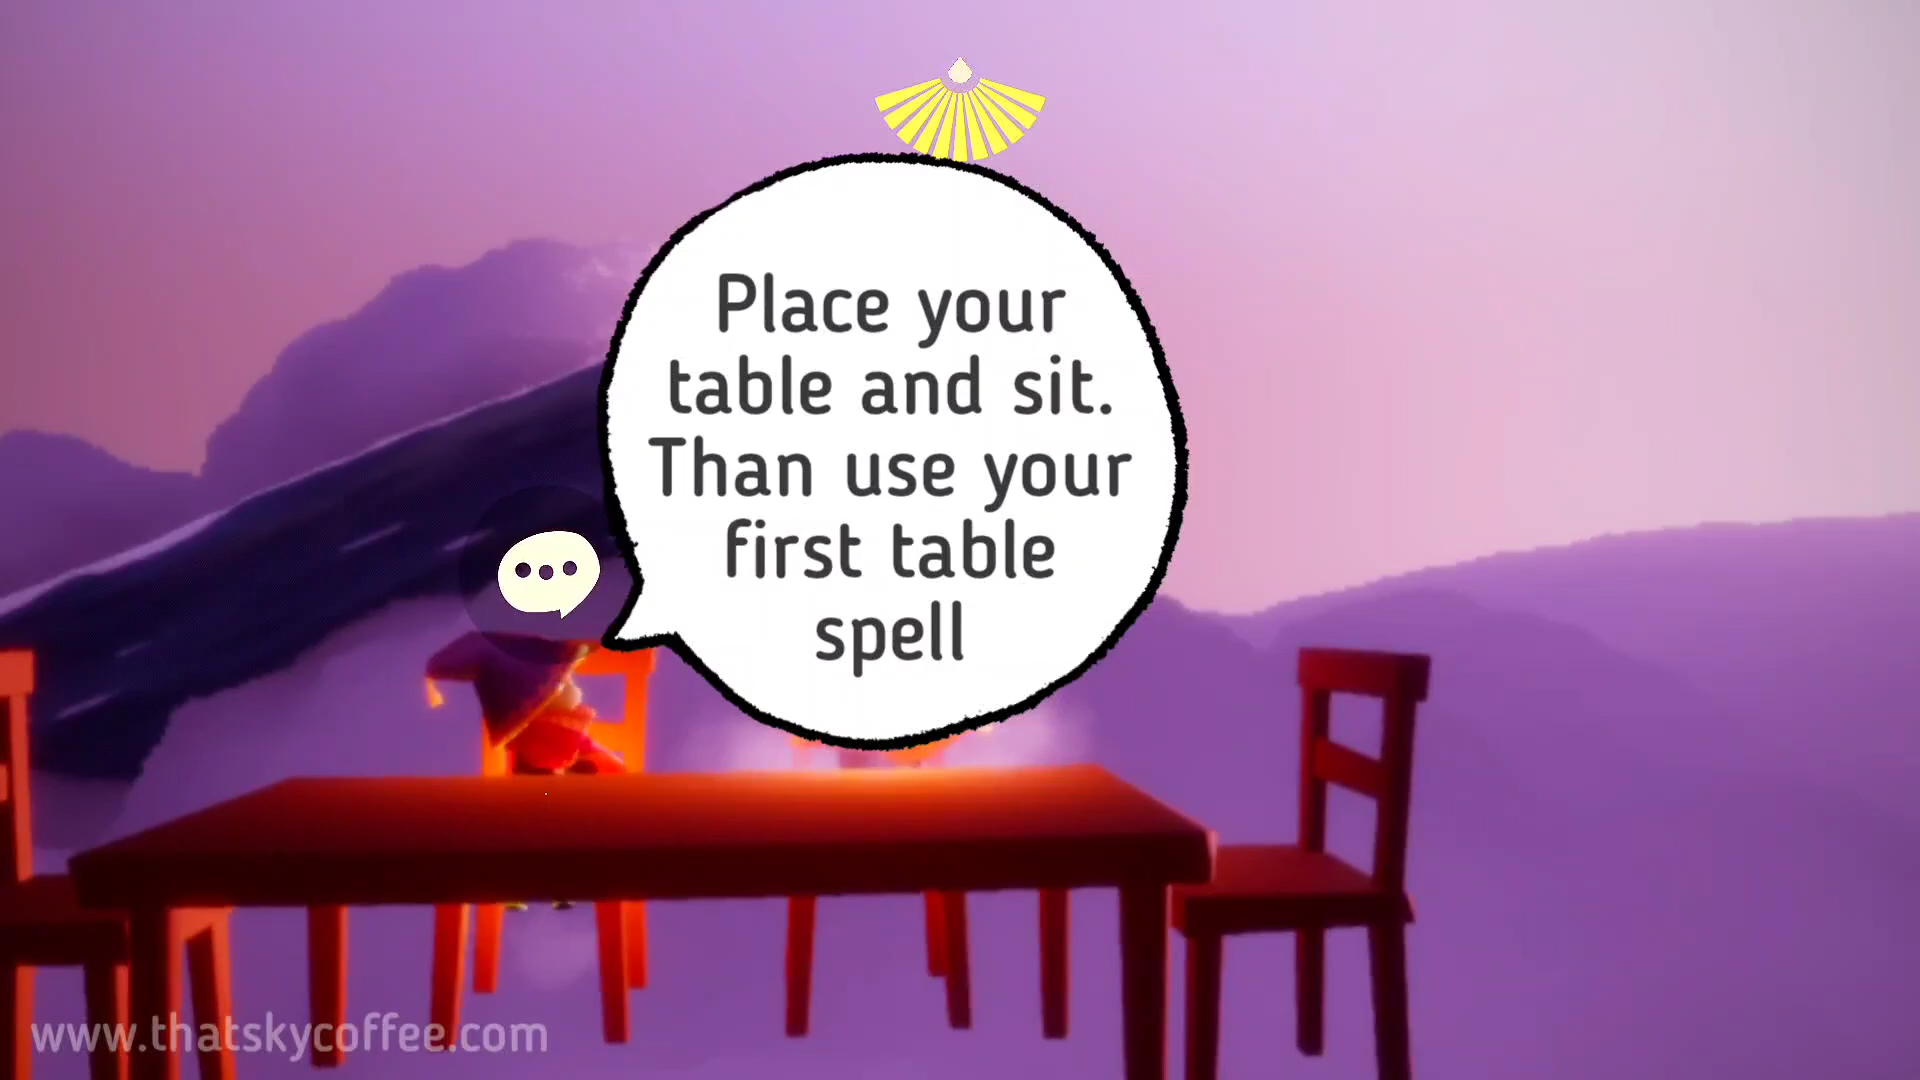 Place your
table and sit.
Than use your
first table
spell
www.thatskycoffee.com